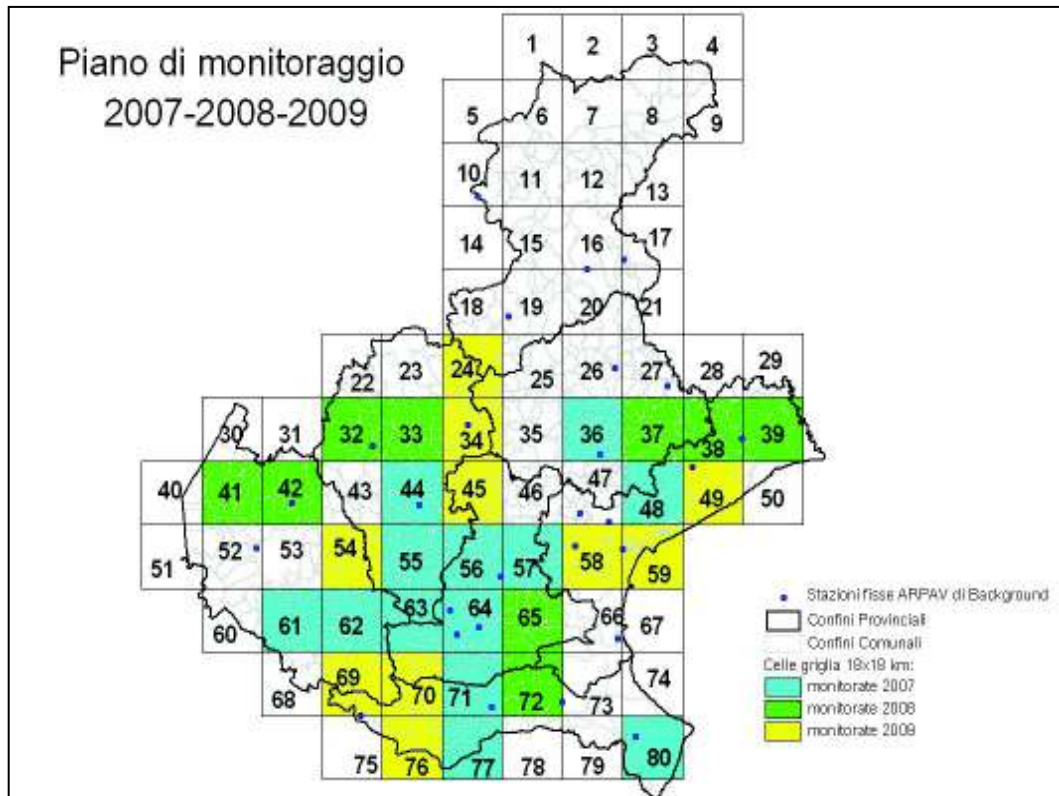 Piano di monitoraggio
2007-2008-2009
1 2 3 4
5 6 7 8 9
10 11 12 13
14 15 16 17
18 19 20 21
22 23 24 25 26 27 28 29
30 31 32 33 34 35 36 37 38 39
40 41 42 43 44 45 46 47 48 49 50
51 52 53 54 55 56 57 58 59
60 61 62 63 64 65 66 67
68 69 70 71 72 73 74
75 76 77 78 79 80
Stazioni fisse ARPAV di Background
Confini Provinciali
Confini Comunali
Celle griglia 18x18 km:
monitorate 2007
monitorate 2008
monitorate 2009